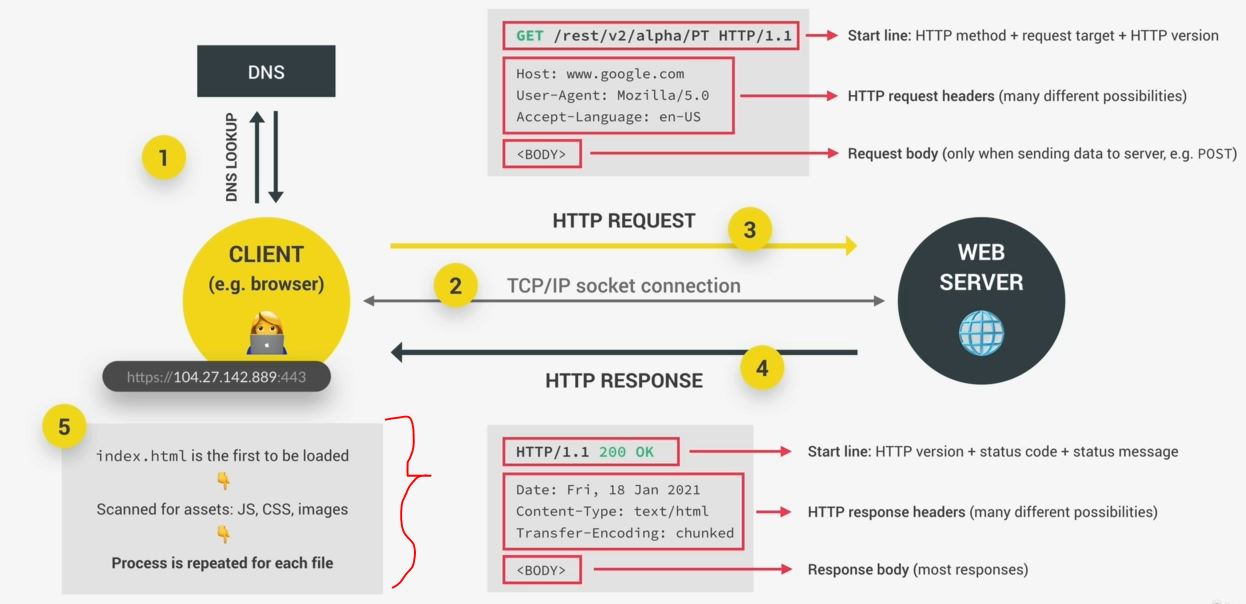 DNS
DNS LOOKUP
1
GET /rest/v2/alpha/PT HTTP/1.1
Start line: HTTP method + request target + HTTP version
Host: www.google.com
User-Agent: Mozilla/5.0
Accept-Language: en-US
HTTP request headers (many different possibilities)
<BODY>
Request body (only when sending data to server, e.g. POST)
CLIENT
(e.g. browser)
https://104.27.142.889:443
HTTP REQUEST
3
2
TCP/IP socket connection
HTTP RESPONSE
4
WEB
SERVER
5
index.html is the first to be loaded
Scanned for assets: JS, CSS, images
Process is repeated for each file
HTTP/1.1 200 OK
Start line: HTTP version + status code + status message
Date: Fri, 18 Jan 2021
Content-Type: text/html
Transfer-Encoding: chunked
HTTP response headers (many different possibilities)
<BODY>
Response body (most responses)